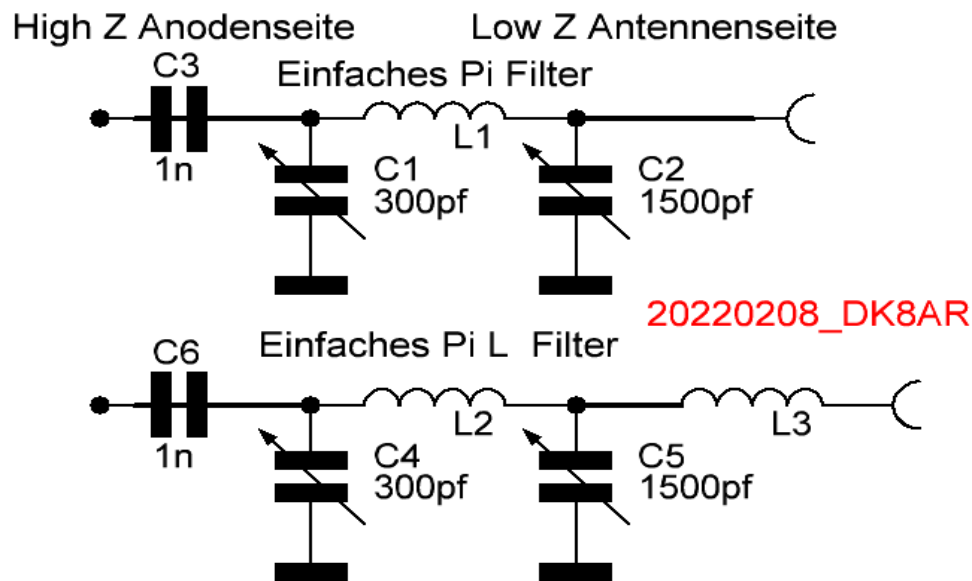 High Z Anodenseite
Low Z Antennenseite
C3
Einfaches Pi Filter
1n
L1
C1
300pf
C2
1500pf
20220208_DK8AR
Einfaches Pi L Filter
C6
1n
L2
L3
C4
300pf
C5
1500pf